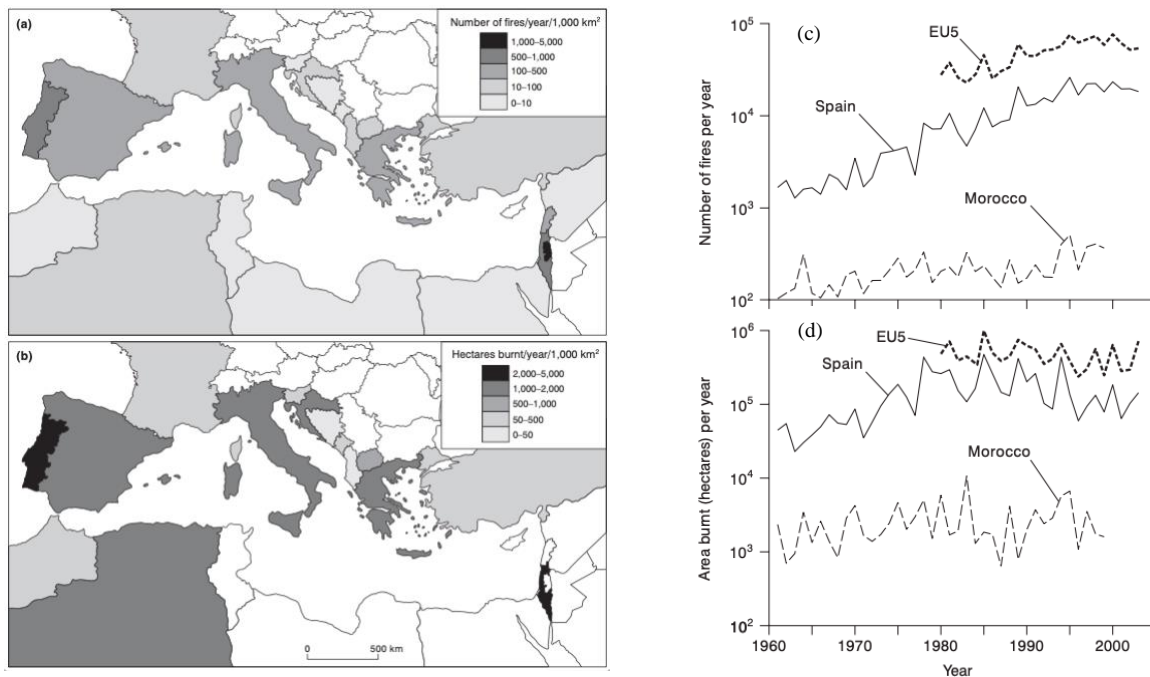 (a)
Number of fires/year/1,000 km²
1,000–5,000
500–1,000
100–500
10–100
0–10
(b)
Hectares burnt/year/1,000 km²
2,000–5,000
1,000–2,000
500–1,000
50–500
0–50
0 500 km
(c)
Number of fires per year
10⁵
10⁴
10³
10²
EU5
Spain
Morocco
(d)
Area burnt (hectares) per year
10⁶
10⁵
10⁴
10³
10²
EU5
Spain
Morocco
1960 1970 1980 1990 2000
Year